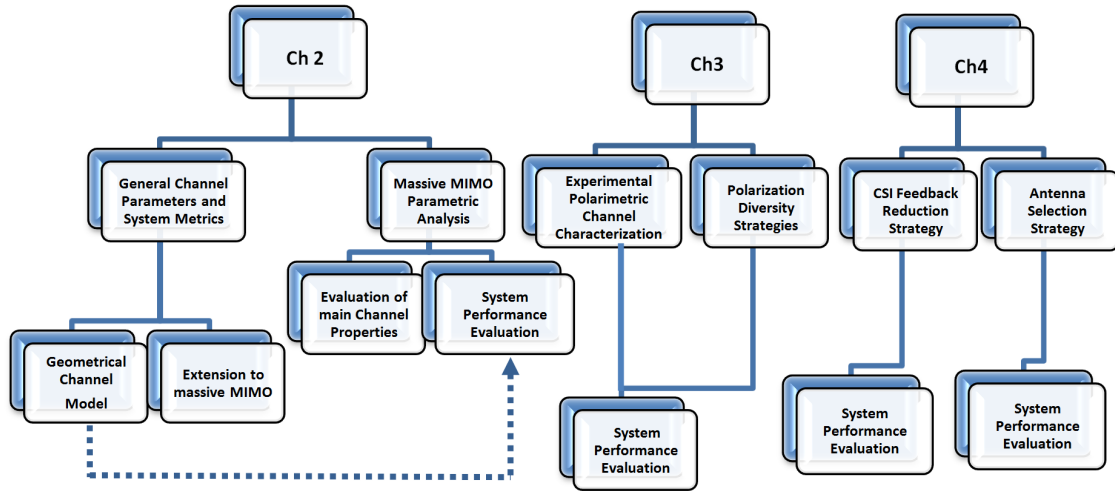 Ch 2
Ch3
Ch4
General Channel
Parameters and
System Metrics
Massive MIMO
Parametric
Analysis
Experimental
Polarimetric
Channel
Characterization
Polarization
Diversity
Strategies
CSI Feedback
Reduction
Strategy
Antenna
Selection
Strategy
Evaluation of
main Channel
Properties
System
Performance
Evaluation
Geometrical
Channel
Model
Extension to
massive MIMO
System
Performance
Evaluation
System
Performance
Evaluation
System
Performance
Evaluation